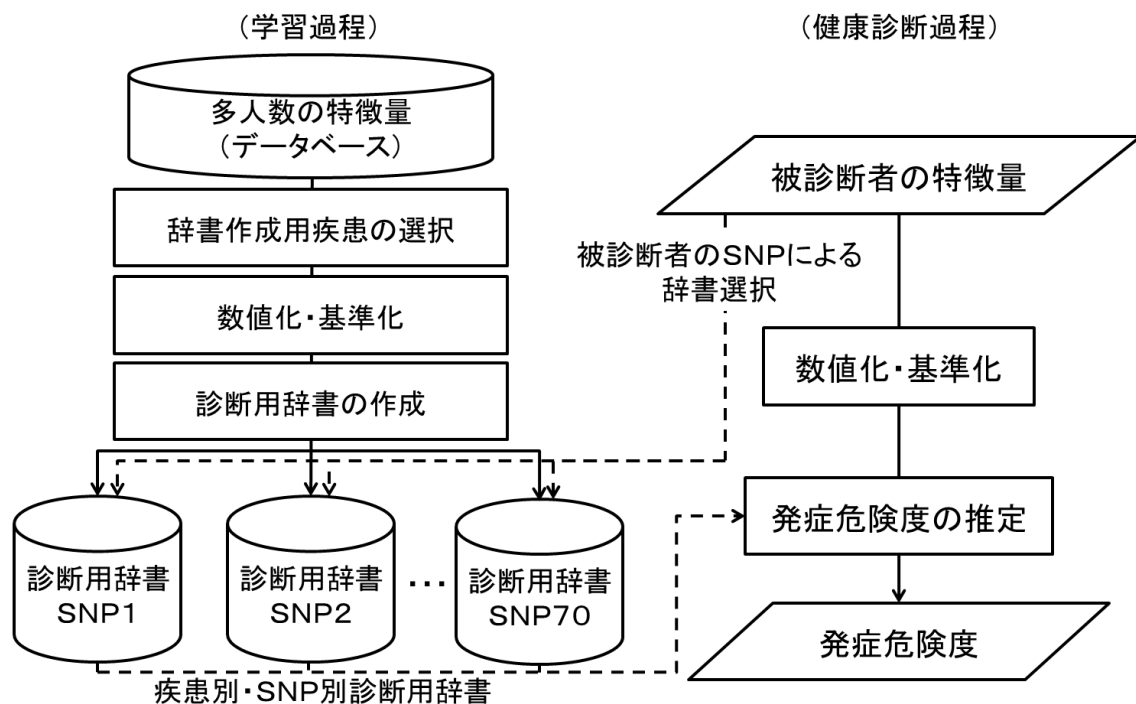 (学習過程)
多人数の特徴量
(データベース)
辞書作成用疾患の選択
数値化・基準化
診断用辞書の作成
診断用辞書
SNP1
診断用辞書
SNP2
…
診断用辞書
SNP70
疾患別・SNP別診断用辞書
(健康診断過程)
被診断者の特徴量
被診断者のSNPによる
辞書選択
数値化・基準化
発症危険度の推定
発症危険度